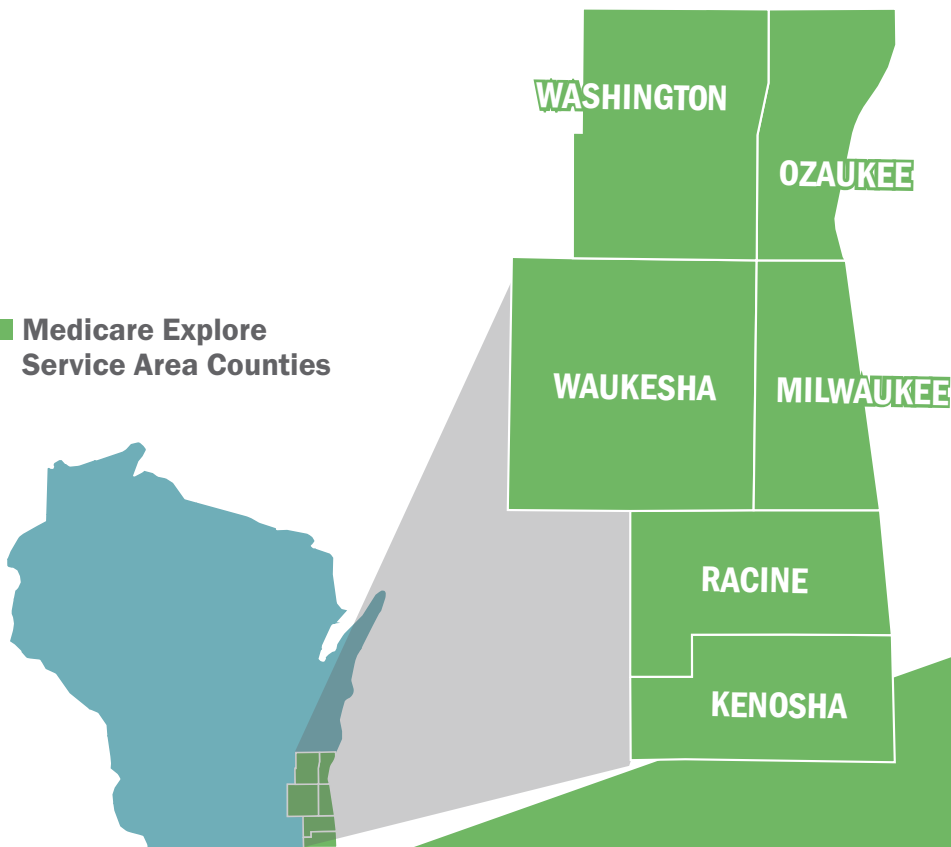 WASHINGTON
OZAUKEE
Medicare Explore
Service Area Counties
WAUKESHA
MILWAUKEE
RACINE
KENOSHA